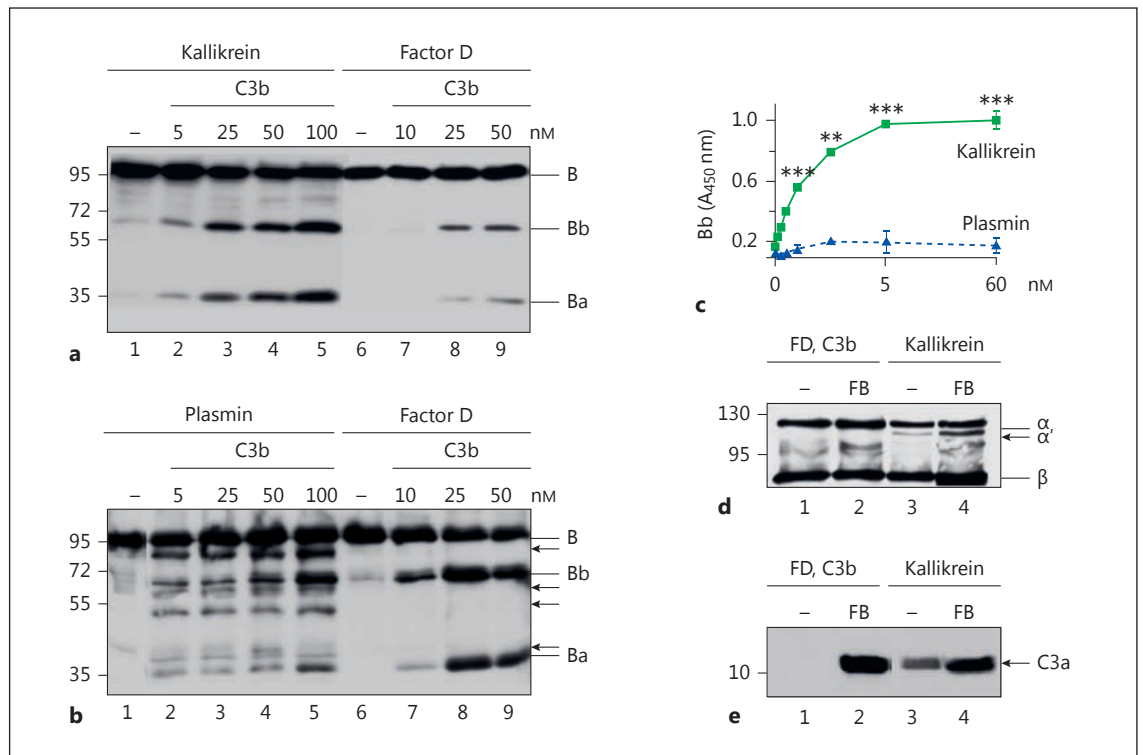 Kallikrein Factor D
C3b C3b
– 5 25 50 100 – 10 25 50 nM
95 B
72
Bb
55
35 Ba
a 1 2 3 4 5 6 7 8 9
Plasmin Factor D
C3b C3b
– 5 25 50 100 – 10 25 50 nM
95 B
72 Bb
55
35 Ba
b 1 2 3 4 5 6 7 8 9
Bb (A450 nm)
1.0
0.6
0.2
*** ** *** ***
Kallikrein
Plasmin
0 5 60 nM
c
FD, C3b Kallikrein
– FB – FB
130 α,
α'
95
β
d 1 2 3 4
FD, C3b Kallikrein
– FB – FB
10 C3a
e 1 2 3 4